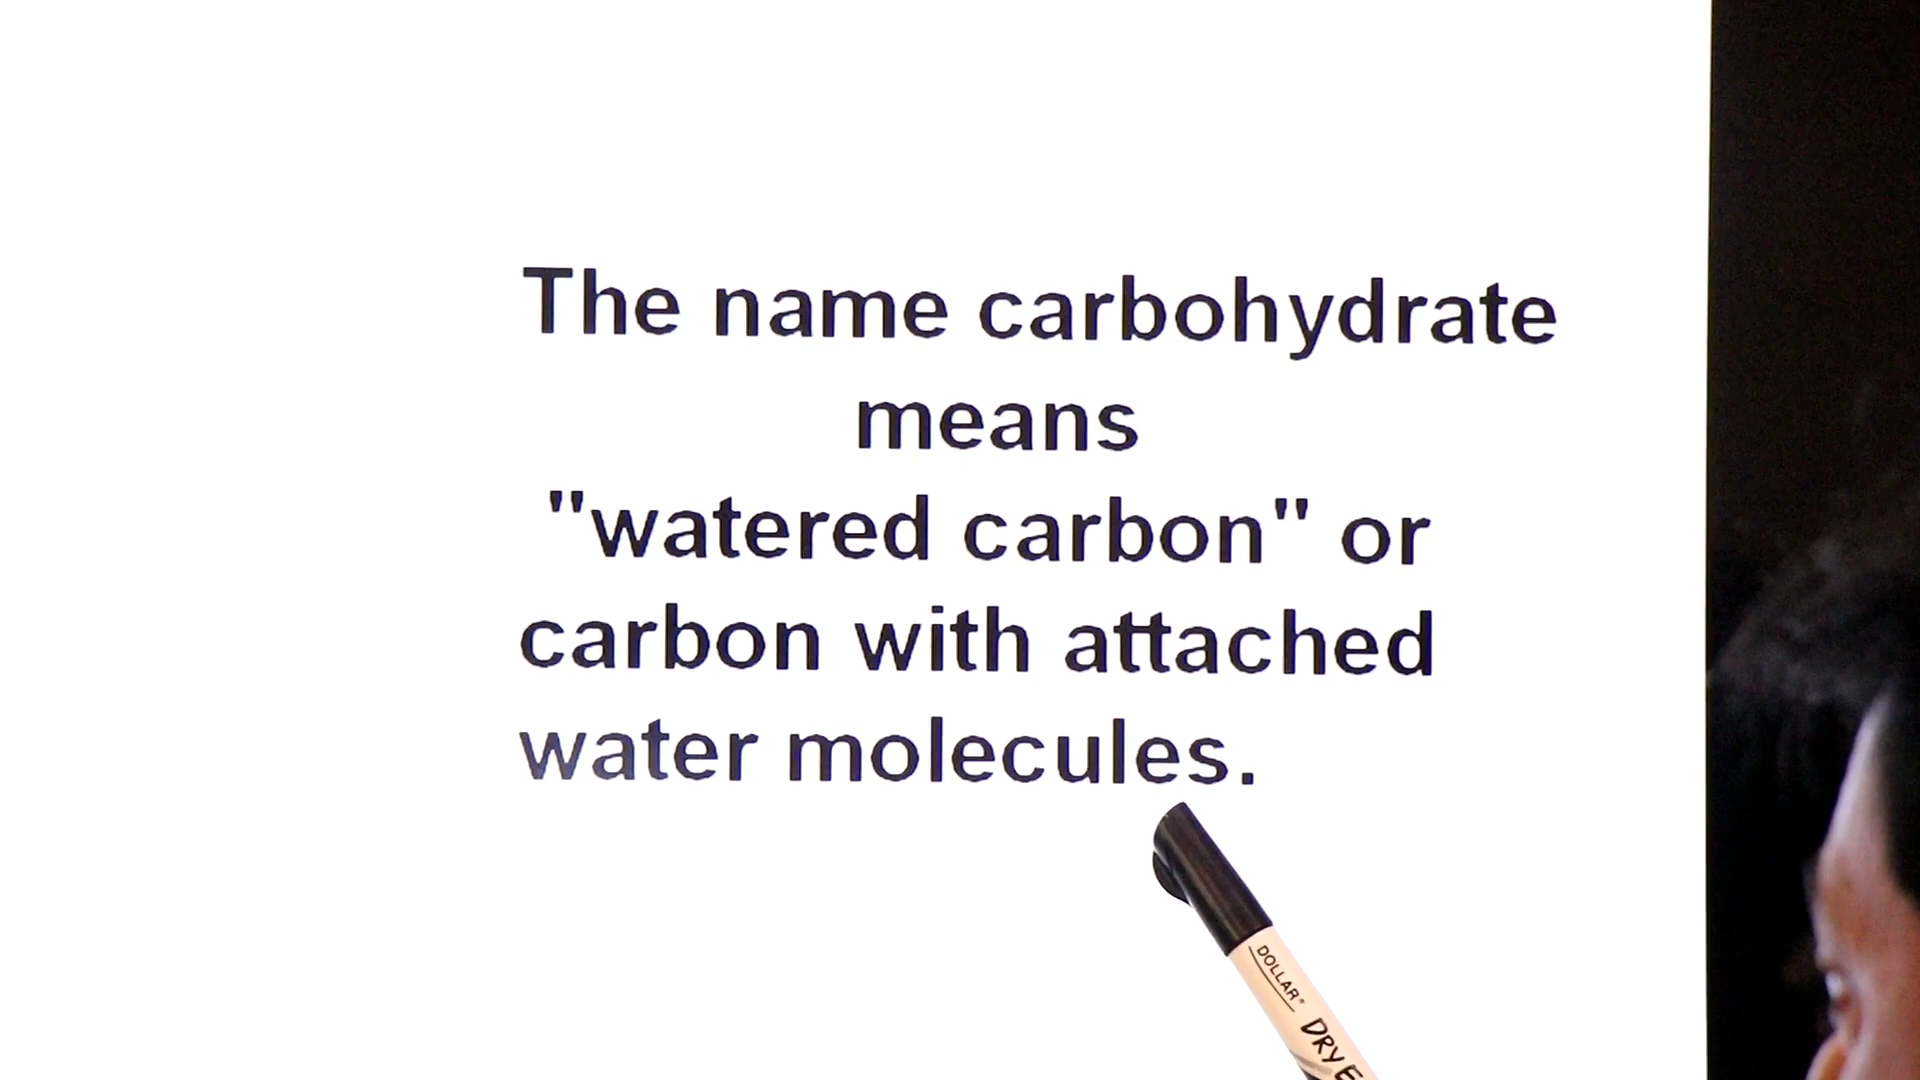 The name carbohydrate
means
"watered carbon" or
carbon with attached
water molecules.
DOLLAR®
DRY E